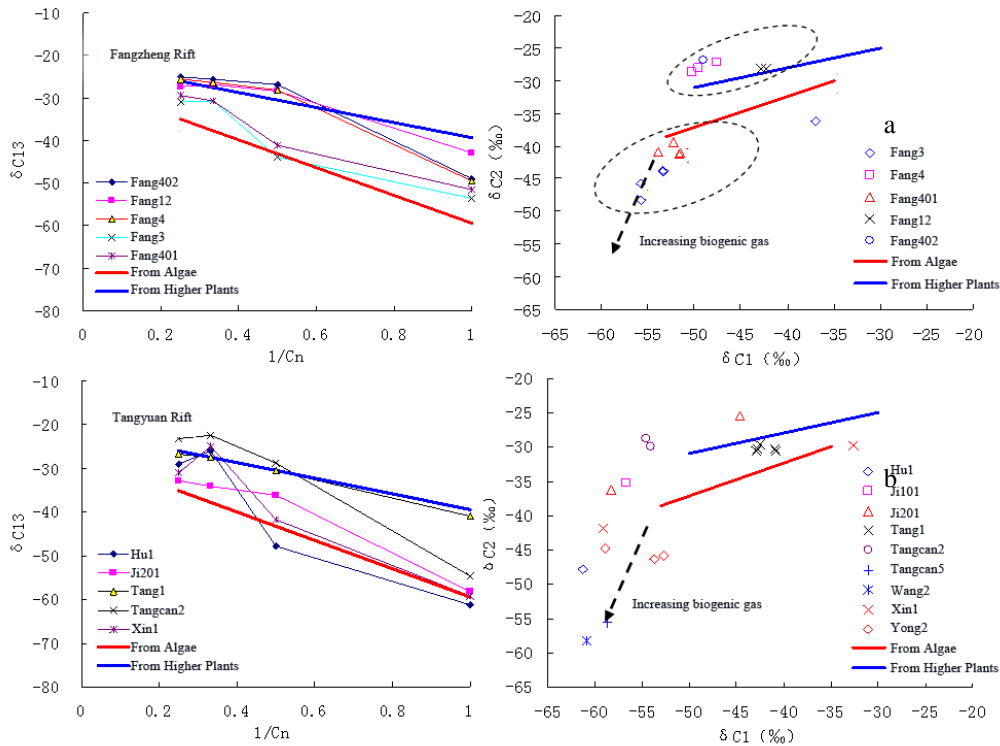 Fangzheng Rift
δC13
-10
-20
-30
-40
-50
-60
-70
-80
0
0.2
0.4
0.6
0.8
1
1/Cn
Fang402
Fang12
Fang4
Fang3
Fang401
From Algae
From Higher Plants
a
δC2 (‰)
-20
-25
-30
-35
-40
-45
-50
-55
-60
-65
-65
-60
-55
-50
-45
-40
-35
-30
-25
-20
δC1 (‰)
Increasing biogenic gas
Fang3
Fang4
Fang401
Fang12
Fang402
From Algae
From Higher Plants
Tangyuan Rift
δC13
-10
-20
-30
-40
-50
-60
-70
-80
0
0.2
0.4
0.6
0.8
1
1/Cn
Hu1
Ji201
Tang1
Tangcan2
Xin1
From Algae
From Higher Plants
b
δC2 (‰)
-20
-25
-30
-35
-40
-45
-50
-55
-60
-65
-65
-60
-55
-50
-45
-40
-35
-30
-25
-20
δC1 (‰)
Increasing biogenic gas
Hu1
Ji101
Ji201
Tang1
Tangcan2
Tangcan5
Wang2
Xin1
Yong2
From Algae
From Higher Plants